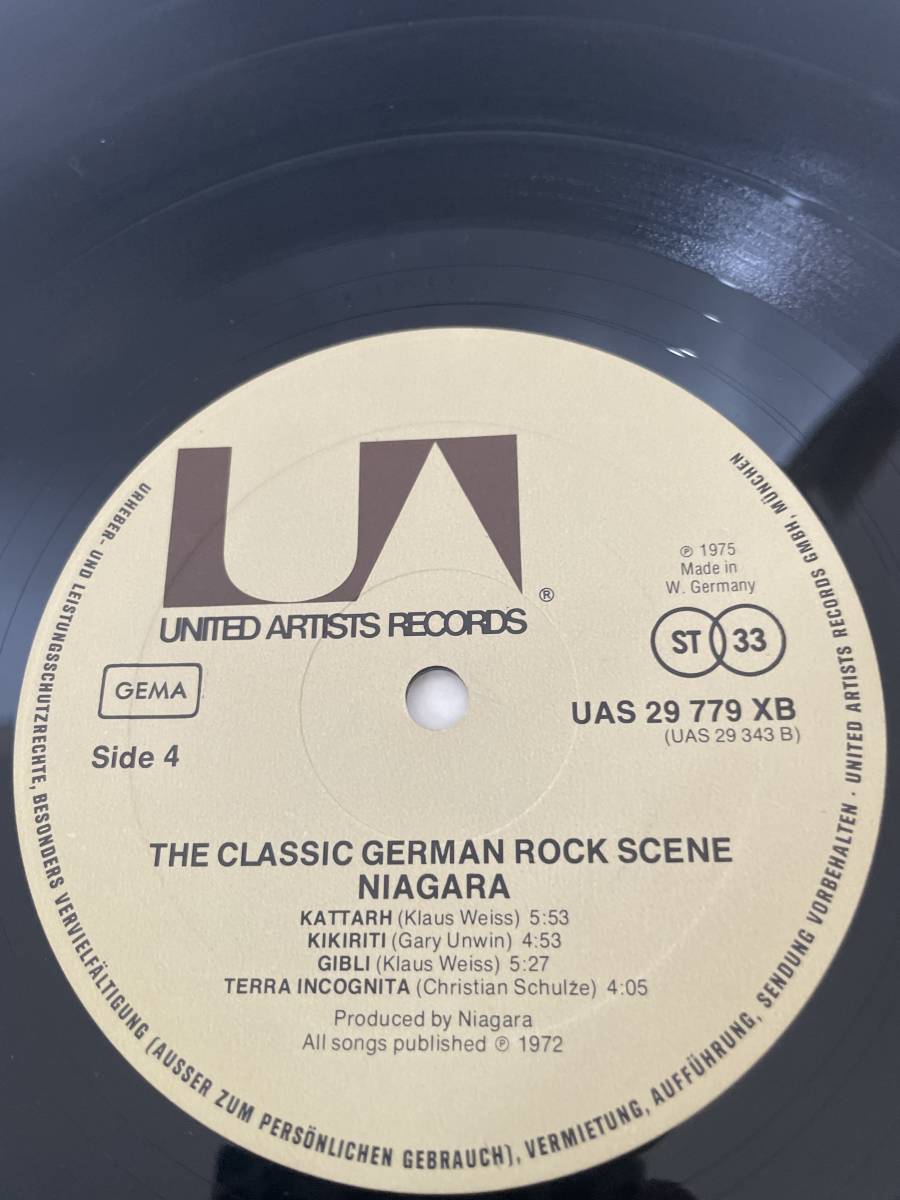 UA
®
UNITED ARTISTS RECORDS
℗ 1975
Made in
W. Germany
ST 33
GEMA
UAS 29 779 XB
(UAS 29 343 B)
Side 4
THE CLASSIC GERMAN ROCK SCENE
NIAGARA
KATTARH (Klaus Weiss) 5:53
KIKIRITI (Gary Unwin) 4:53
GIBLI (Klaus Weiss) 5:27
TERRA INCOGNITA (Christian Schulze) 4:05
Produced by Niagara
All songs published ℗ 1972
URHEBER- UND LEISTUNGSSCHUTZRECHTE, BESONDERS VERVIELFÄLTIGUNG (AUSSER ZUM PERSÖNLICHEN GEBRAUCH), VERMIETUNG, AUFFÜHRUNG, SENDUNG VORBEHALTEN · UNITED ARTISTS RECORDS GMBH, MÜNCHEN